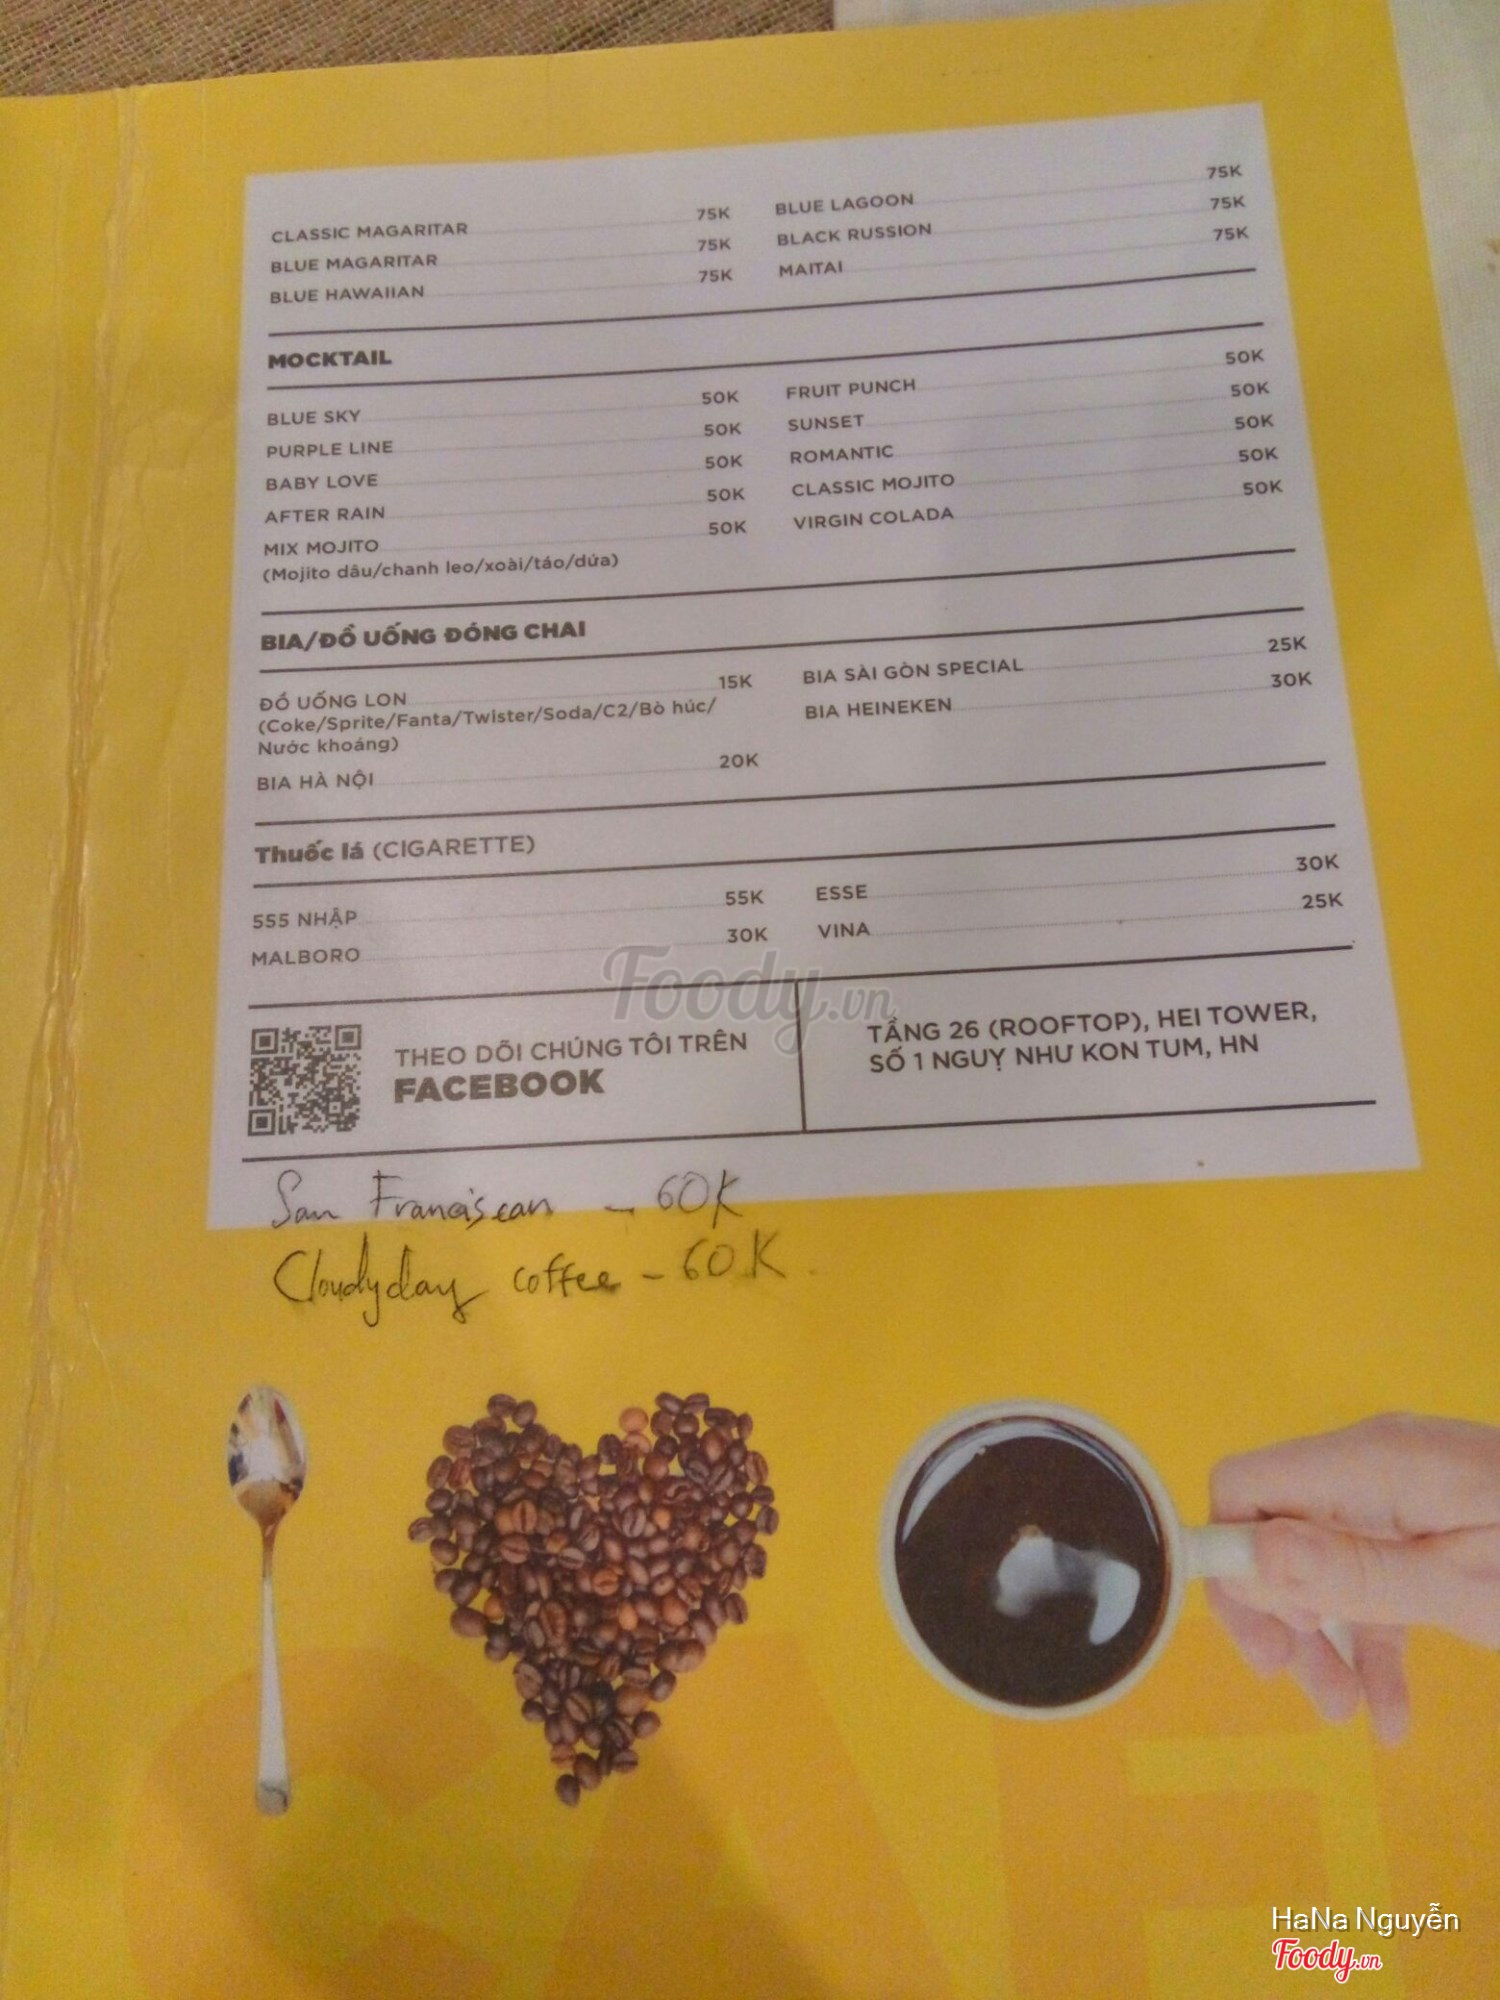 CLASSIC MAGARITAR 75K
BLUE MAGARITAR 75K
BLUE HAWAIIAN 75K
BLUE LAGOON 75K
BLACK RUSSION 75K
MAITAI 75K
MOCKTAIL
BLUE SKY 50K
PURPLE LINE 50K
BABY LOVE 50K
AFTER RAIN 50K
MIX MOJITO 50K
(Mojito dâu/chanh leo/xoài/táo/dứa)
FRUIT PUNCH 50K
SUNSET 50K
ROMANTIC 50K
CLASSIC MOJITO 50K
VIRGIN COLADA 50K
BIA/ĐỒ UỐNG ĐÓNG CHAI
ĐỒ UỐNG LON 15K
(Coke/Sprite/Fanta/Twister/Soda/C2/Bò húc/
Nước khoáng)
BIA HÀ NỘI 20K
BIA SÀI GÒN SPECIAL 25K
BIA HEINEKEN 30K
Thuốc lá (CIGARETTE)
555 NHẬP 55K
MALBORO 30K
ESSE 30K
VINA 25K
THEO DÕI CHÚNG TÔI TRÊN
FACEBOOK
TẦNG 26 (ROOFTOP), HEI TOWER,
SỐ 1 NGUỴ NHƯ KON TUM, HN
Foody.vn
San Franciscan – 60K
Cloudyday coffee – 60K.
HaNa Nguyễn
Foody.vn